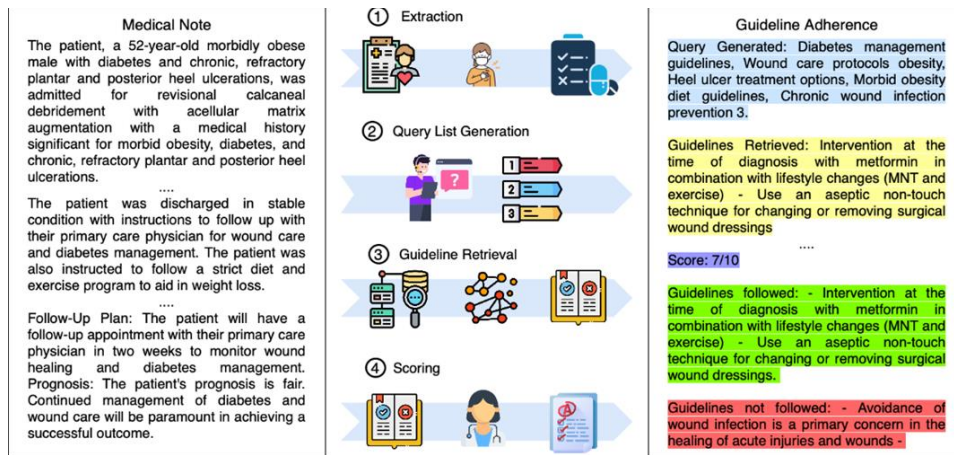 Medical Note
The patient, a 52-year-old morbidly obese
male with diabetes and chronic, refractory
plantar and posterior heel ulcerations, was
admitted for revisional calcaneal
debridement with acellular matrix
augmentation with a medical history
significant for morbid obesity, diabetes, and
chronic, refractory plantar and posterior heel
ulcerations.
....
The patient was discharged in stable
condition with instructions to follow up with
their primary care physician for wound care
and diabetes management. The patient was
also instructed to follow a strict diet and
exercise program to aid in weight loss.
....
Follow-Up Plan: The patient will have a
follow-up appointment with their primary care
physician in two weeks to monitor wound
healing and diabetes management.
Prognosis: The patient's prognosis is fair.
Continued management of diabetes and
wound care will be paramount in achieving a
successful outcome.
1 Extraction
2 Query List Generation
?
1
2
3
3 Guideline Retrieval
4 Scoring
A
Guideline Adherence
Query Generated: Diabetes management
guidelines, Wound care protocols obesity,
Heel ulcer treatment options, Morbid obesity
diet guidelines, Chronic wound infection
prevention 3.
Guidelines Retrieved: Intervention at the
time of diagnosis with metformin in
combination with lifestyle changes (MNT and
exercise) - Use an aseptic non-touch
technique for changing or removing surgical
wound dressings
....
Score: 7/10
Guidelines followed: - Intervention at the
time of diagnosis with metformin in
combination with lifestyle changes (MNT and
exercise) - Use an aseptic non-touch
technique for changing or removing surgical
wound dressings.
Guidelines not followed: - Avoidance of
wound infection is a primary concern in the
healing of acute injuries and wounds -